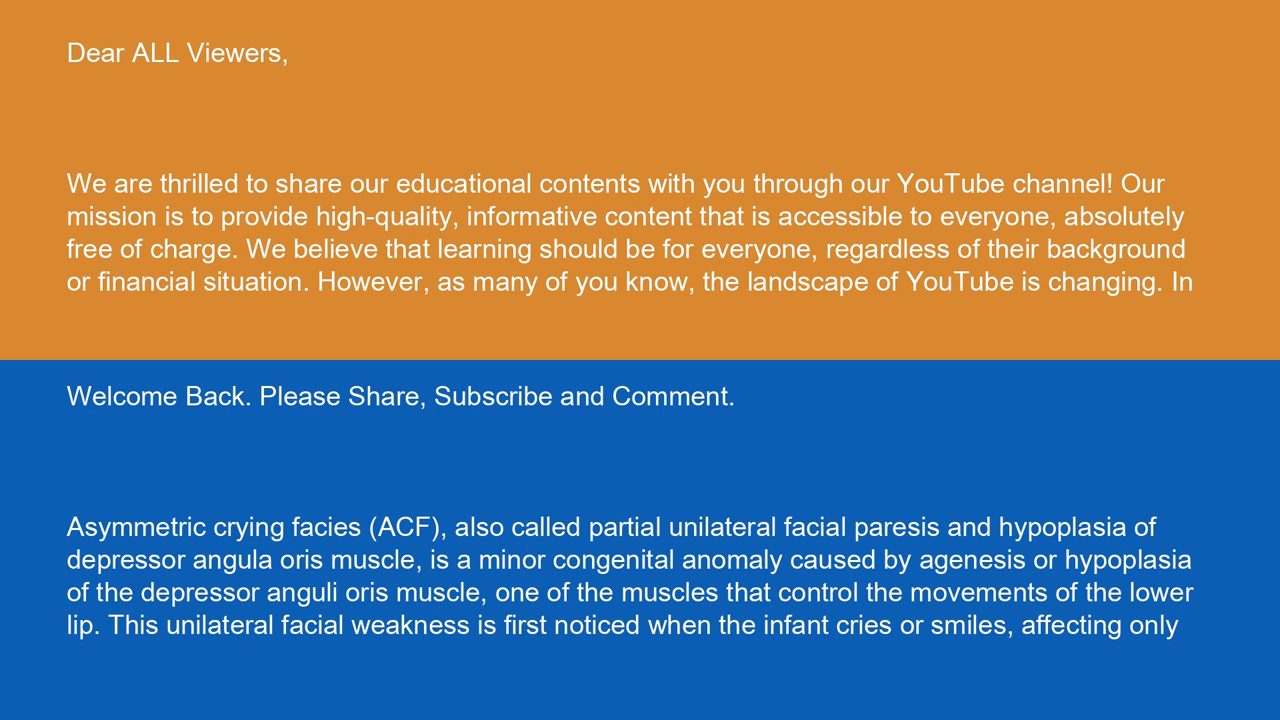 Dear ALL Viewers,
We are thrilled to share our educational contents with you through our YouTube channel! Our
mission is to provide high-quality, informative content that is accessible to everyone, absolutely
free of charge. We believe that learning should be for everyone, regardless of their background
or financial situation. However, as many of you know, the landscape of YouTube is changing. In
Welcome Back. Please Share, Subscribe and Comment.
Asymmetric crying facies (ACF), also called partial unilateral facial paresis and hypoplasia of
depressor angula oris muscle, is a minor congenital anomaly caused by agenesis or hypoplasia
of the depressor anguli oris muscle, one of the muscles that control the movements of the lower
lip. This unilateral facial weakness is first noticed when the infant cries or smiles, affecting only